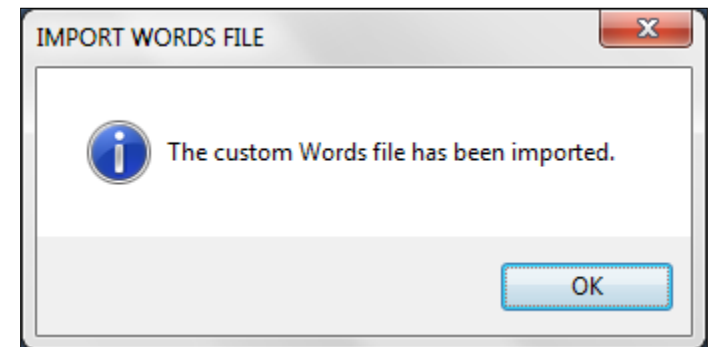 IMPORT WORDS FILE
The custom Words file has been imported.
OK